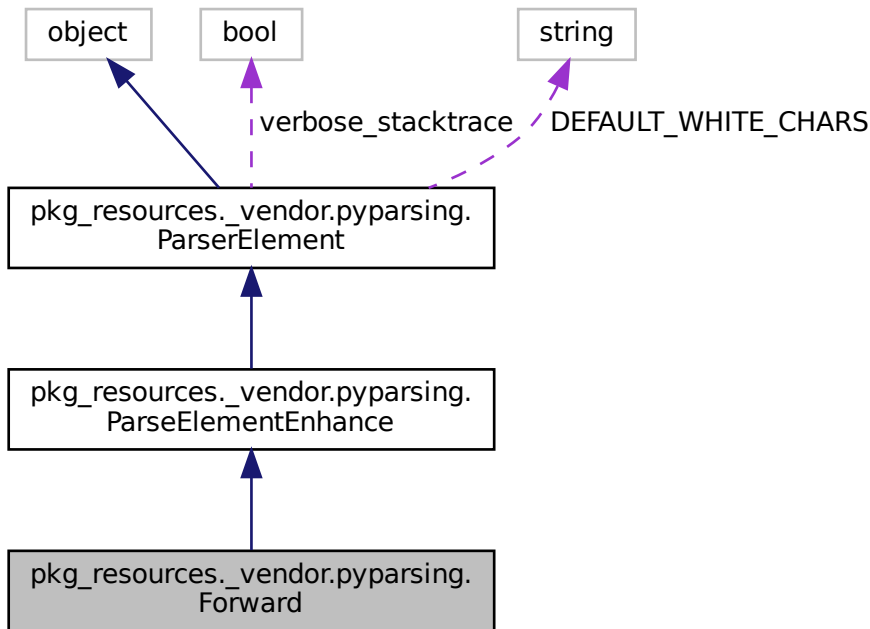 object
bool
string
verbose_stacktrace
DEFAULT_WHITE_CHARS
pkg_resources._vendor.pyparsing.
ParserElement
pkg_resources._vendor.pyparsing.
ParseElementEnhance
pkg_resources._vendor.pyparsing.
Forward